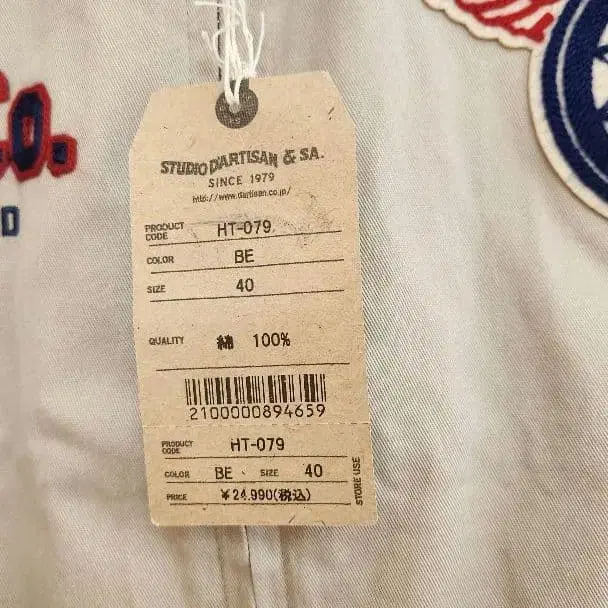 Co.
D
STUDIO D'ARTISAN & SA.
SINCE 1979
http://www.dartisan.co.jp/
PRODUCT CODE HT-079
COLOR BE
SIZE 40
QUALITY 綿 100%
2100000894659
PRODUCT CODE HT-079
COLOR BE SIZE 40
PRICE ¥24,990(税込)
STORE USE